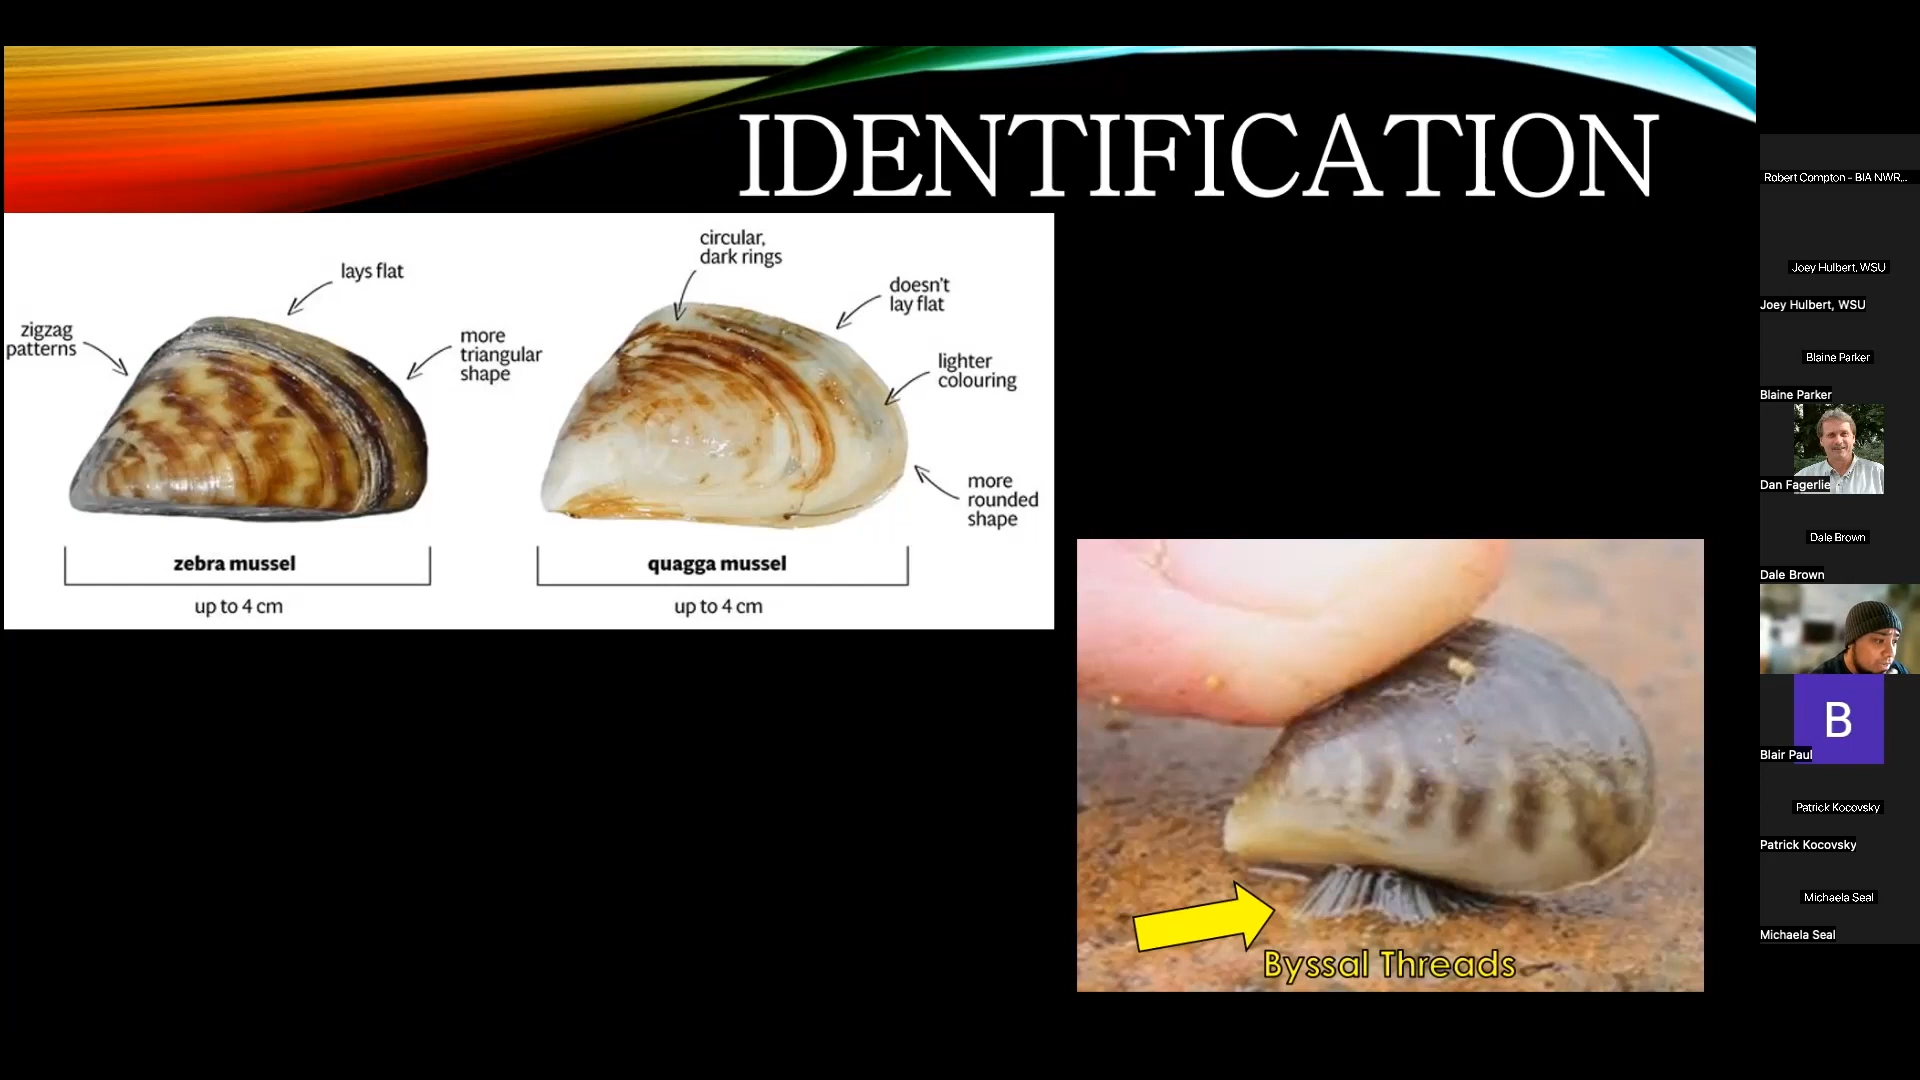 IDENTIFICATION
circular,
dark rings
lays flat
doesn't
lay flat
zigzag
patterns
more
triangular
shape
lighter
colouring
more
rounded
shape
zebra mussel
quagga mussel
up to 4 cm
up to 4 cm
Byssal Threads
Robert Compton - BIA NWR,...
Joey Hulbert, WSU
Joey Hulbert, WSU
Blaine Parker
Blaine Parker
Dan Fagerlie
Dale Brown
Dale Brown
B
Blair Paul
Patrick Kocovsky
Patrick Kocovsky
Michaela Seal
Michaela Seal